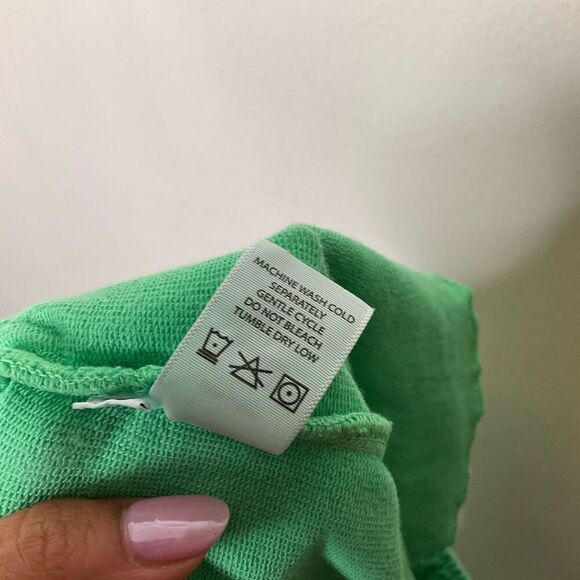 MACHINE WASH COLD
SEPARATELY
GENTLE CYCLE
DO NOT BLEACH
TUMBLE DRY LOW